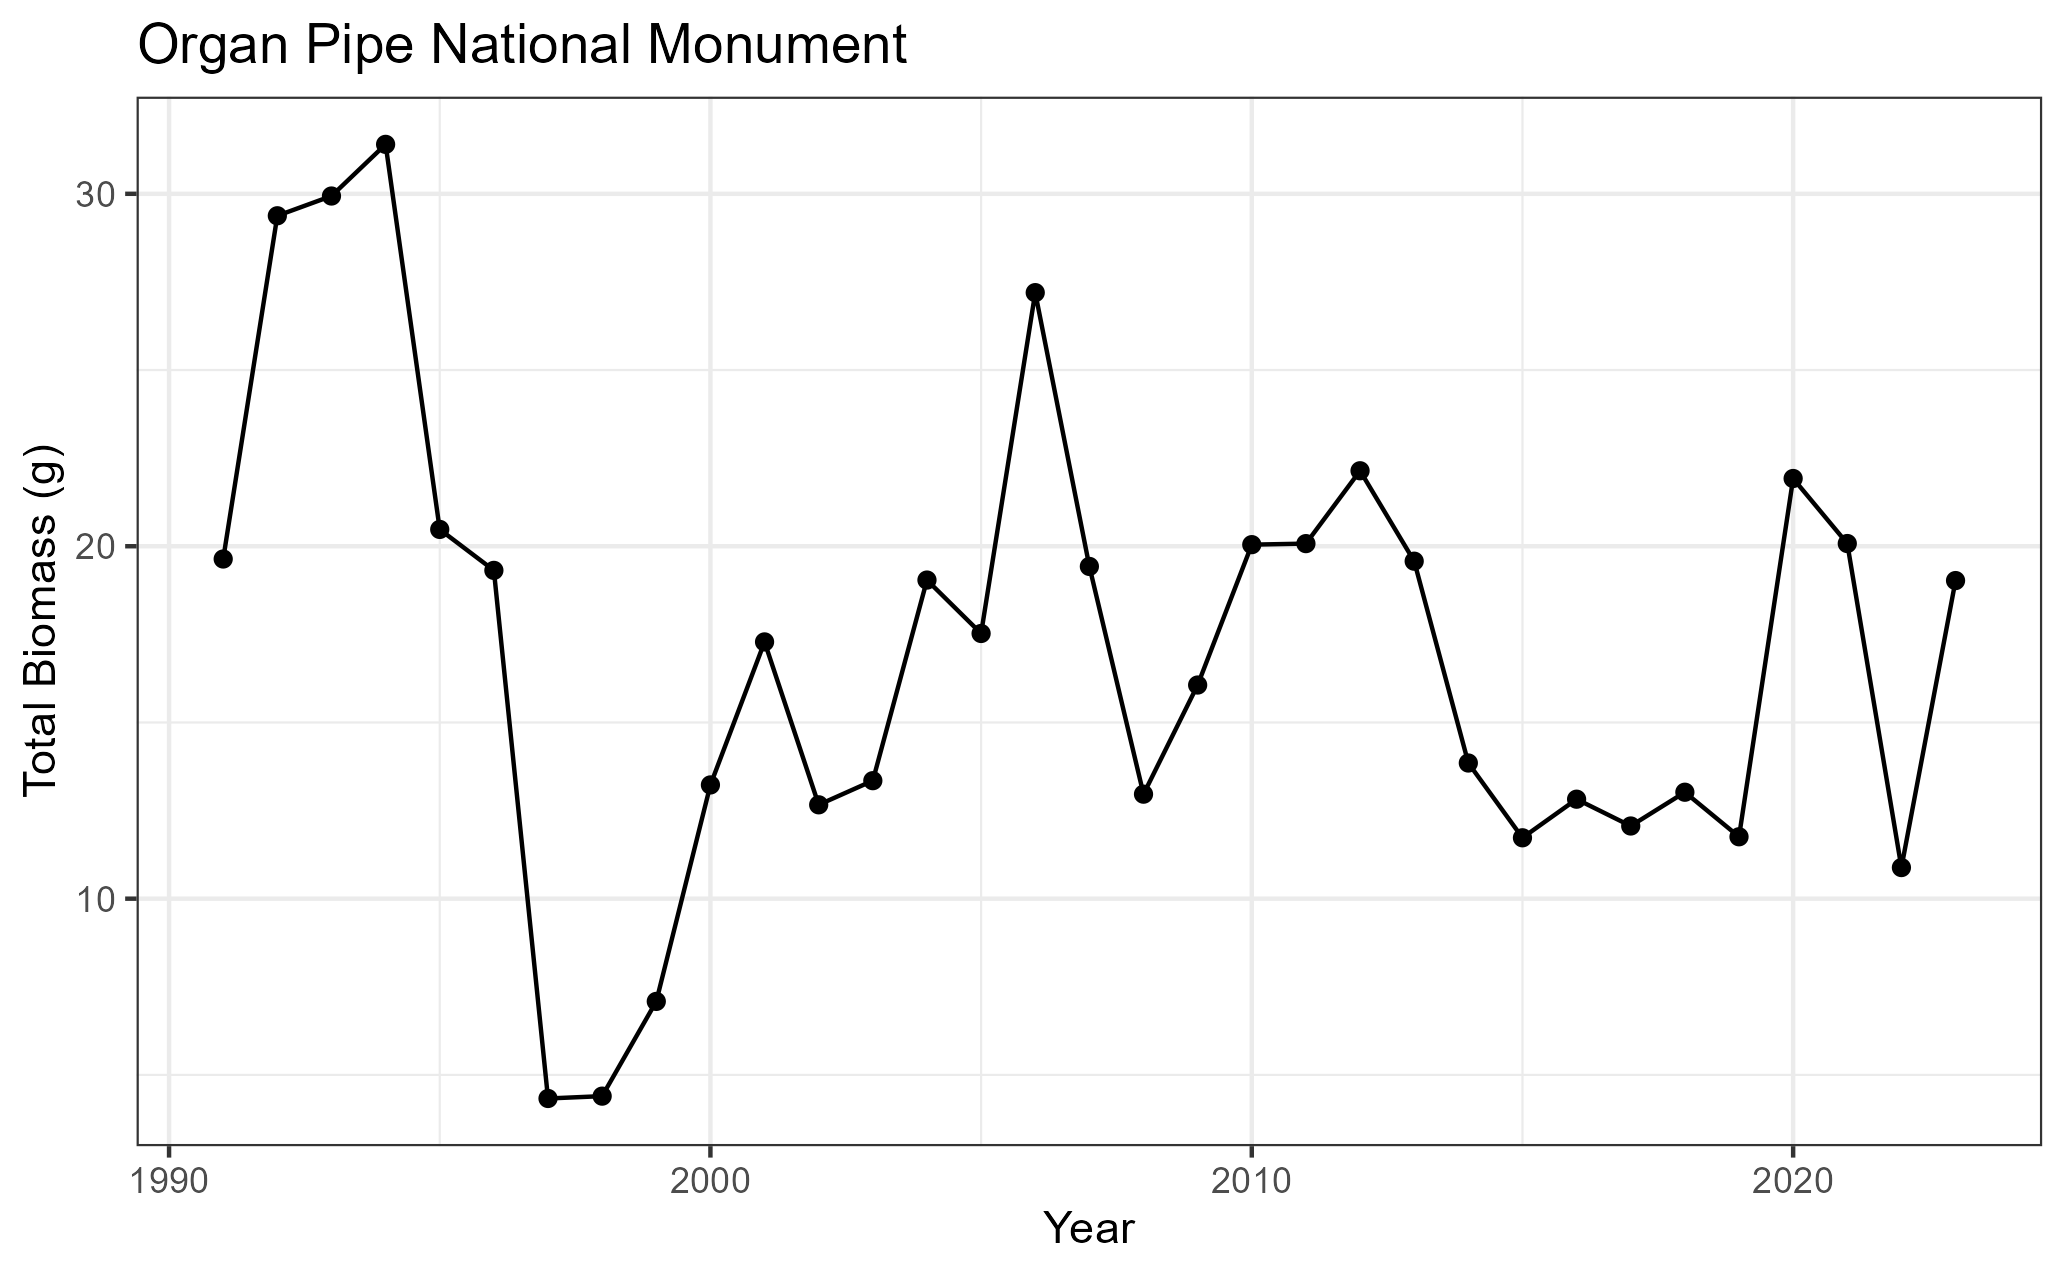 Organ Pipe National Monument
Total Biomass (g)
30
20
10
1990 2000 2010 2020
Year